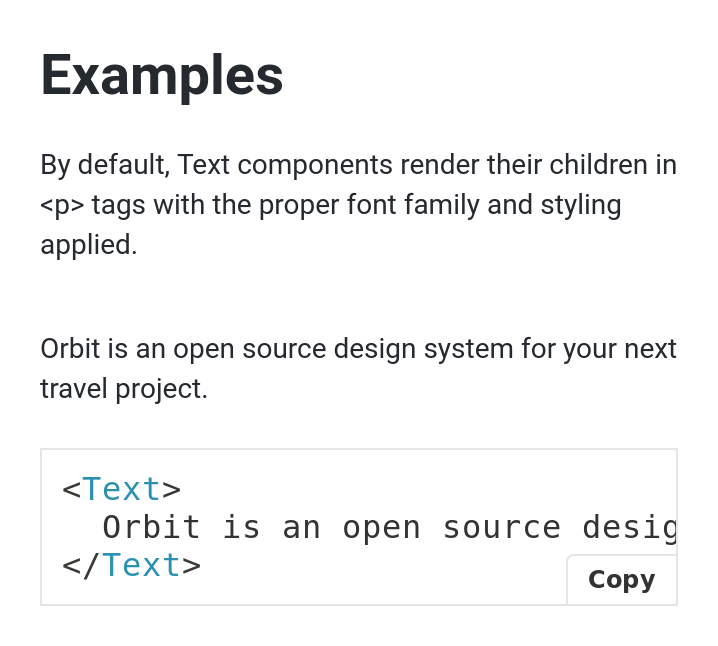 Examples
By default, Text components render their children in
<p> tags with the proper font family and styling
applied.
Orbit is an open source design system for your next
travel project.
<Text>
  Orbit is an open source desig
</Text>
Copy